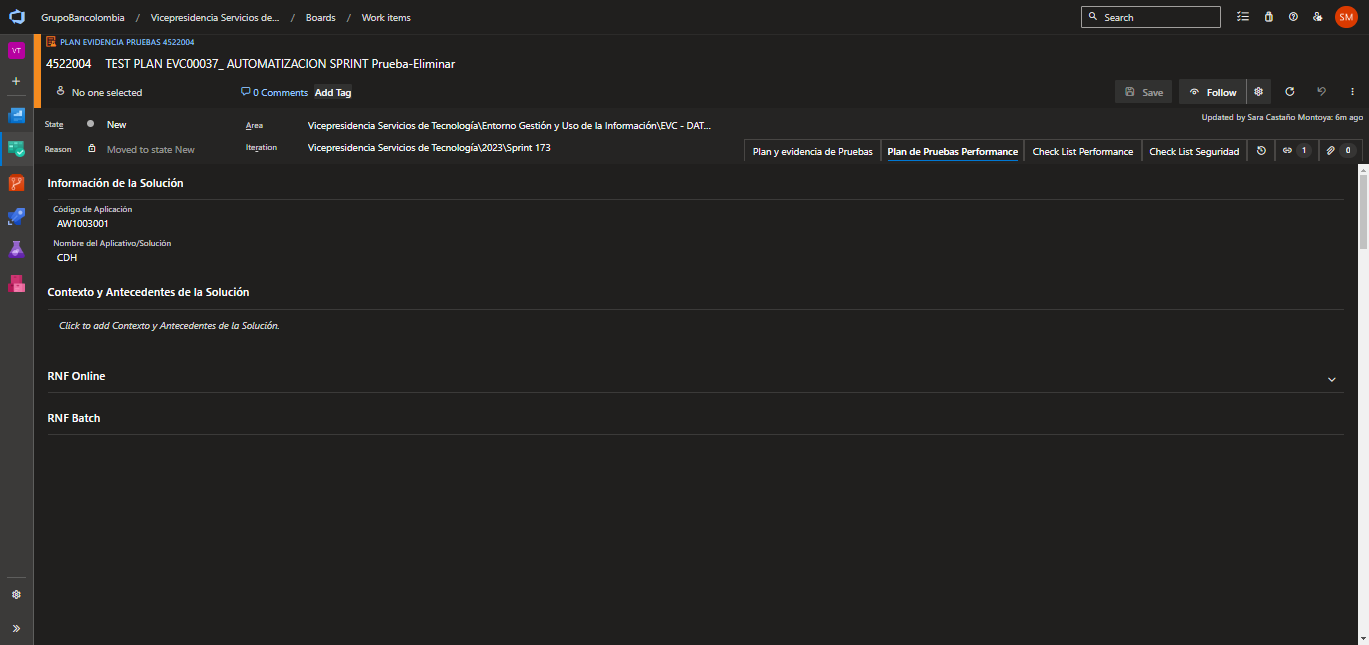 GrupoBancolombia / Vicepresidencia Servicios de... / Boards / Work items
Search
SM
VT
PLAN EVIDENCIA PRUEBAS 4522004
4522004 TEST PLAN EVC00037_ AUTOMATIZACION SPRINT Prueba-Eliminar
No one selected
0 Comments
Add Tag
Save
Follow
Updated by Sara Castaño Montoya: 6m ago
State New
Area Vicepresidencia Servicios de Tecnología\Entorno Gestión y Uso de la Información\EVC - DAT...
Reason Moved to state New
Iteration Vicepresidencia Servicios de Tecnología\2023\Sprint 173
Plan y evidencia de Pruebas
Plan de Pruebas Performance
Check List Performance
Check List Seguridad
1
0
Información de la Solución
Código de Aplicación
AW1003001
Nombre del Aplicativo/Solución
CDH
Contexto y Antecedentes de la Solución
Click to add Contexto y Antecedentes de la Solución.
RNF Online
RNF Batch